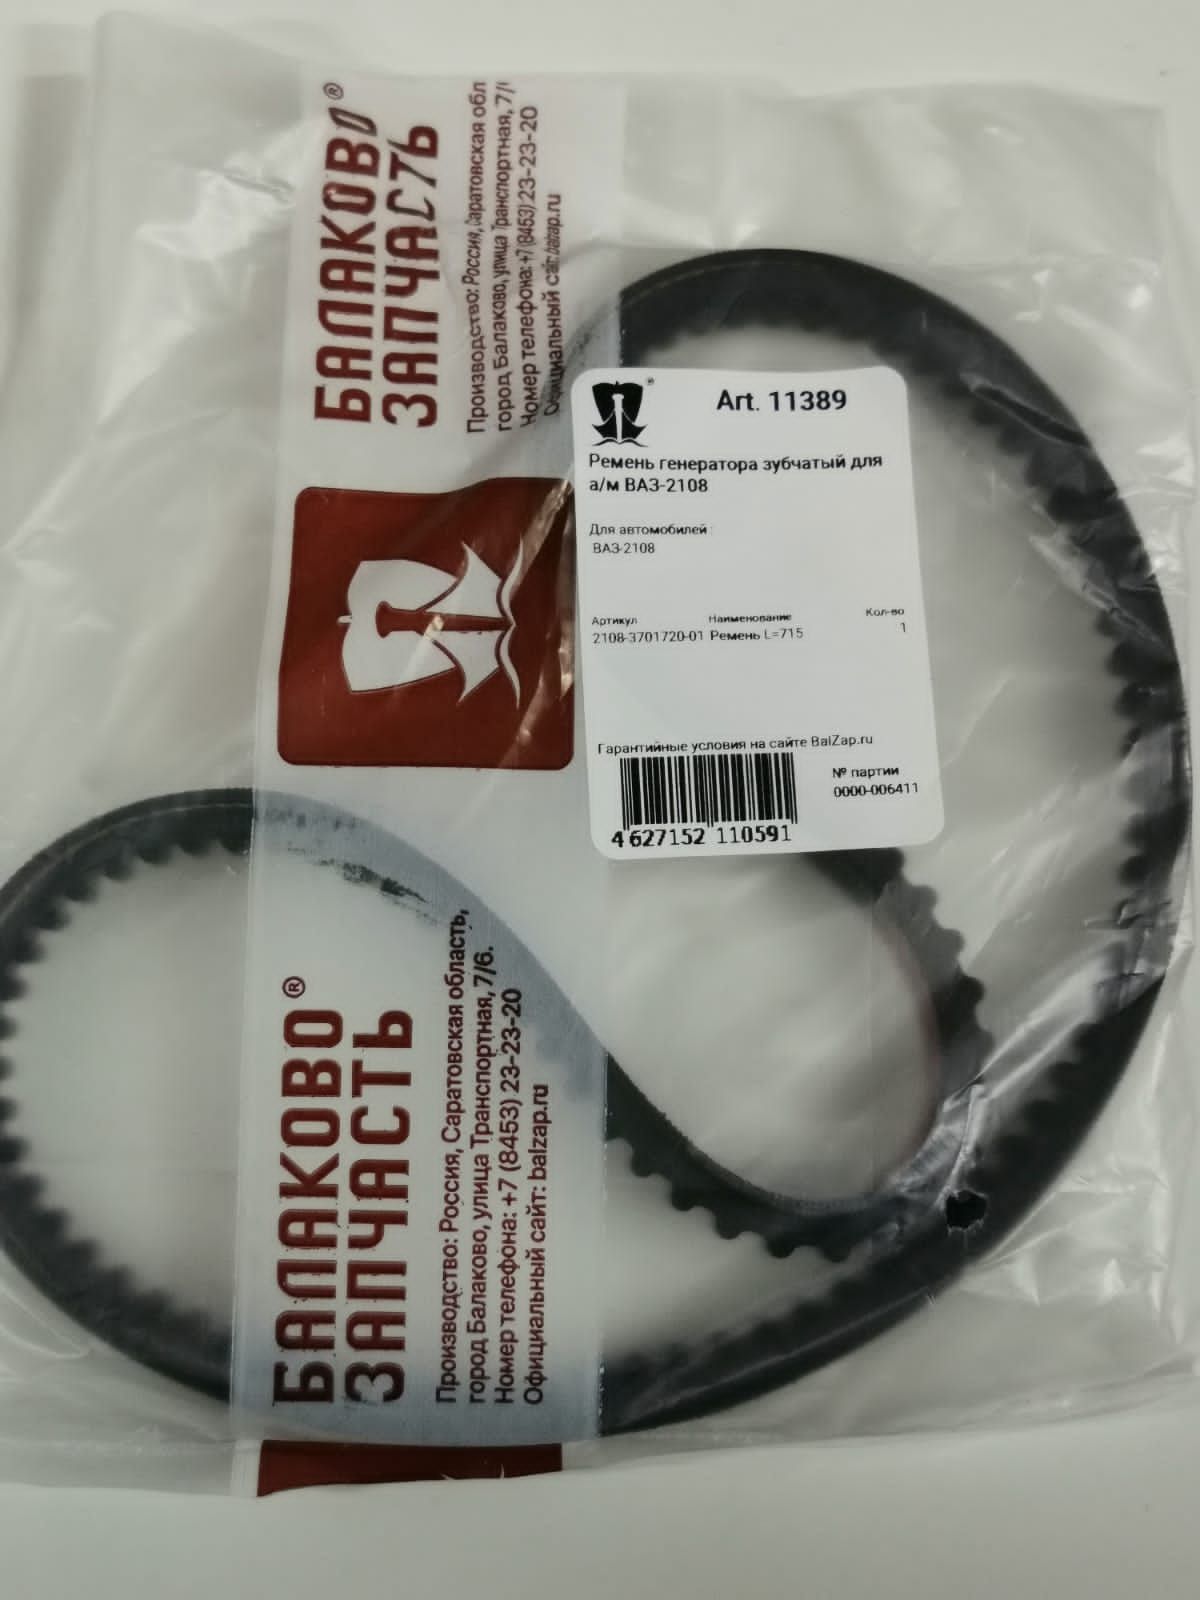 БАЛАКОВО®
ЗАПЧАСТЬ
Производство: Россия, Саратовская обл
город Балаково, улица Транспортная, 7/
Номер телефона: +7 (8453) 23-23-20
Официальный сайт: balzap.ru
®
Art. 11389
Ремень генератора зубчатый для
а/м ВАЗ-2108
Для автомобилей :
ВАЗ-2108
Артикул Наименование Кол-во
2108-3701720-01 Ремень L=715 1
Гарантийные условия на сайте BalZap.ru
№ партии
0000-006411
4 627152 110591
БАЛАКОВО®
ЗАПЧАСТЬ
Производство: Россия, Саратовская область,
город Балаково, улица Транспортная, 7/6.
Номер телефона: +7 (8453) 23-23-20
Официальный сайт: balzap.ru